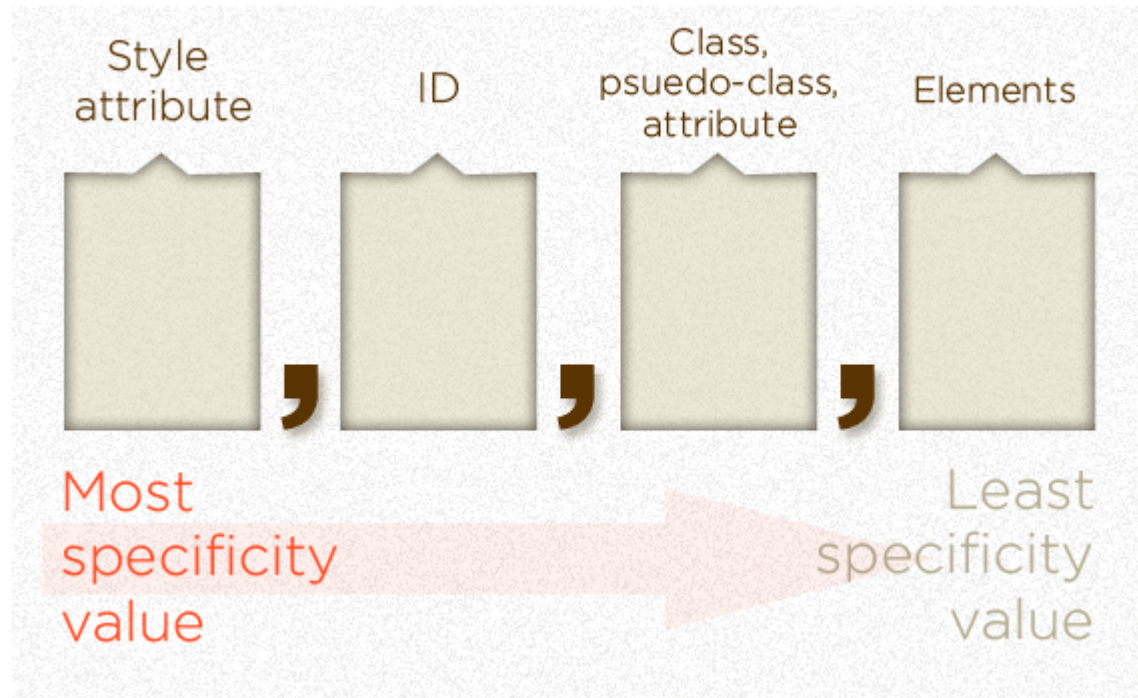 Style
attribute
ID
Class,
psuedo-class,
attribute
Elements
, , ,
Most
specificity
value
Least
specificity
value